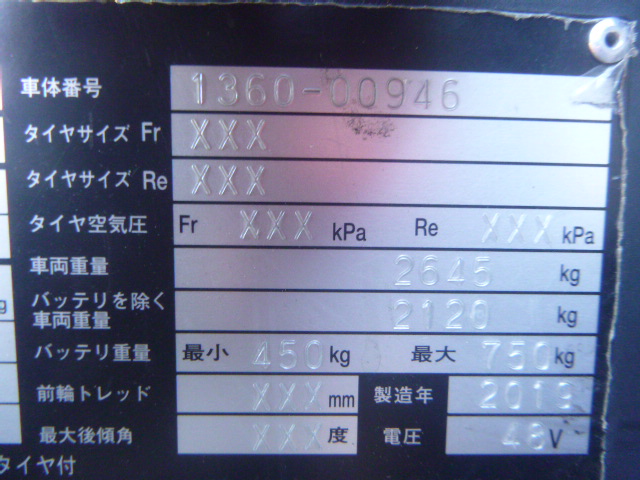 車体番号 1360-00946
タイヤサイズ Fr XXX
タイヤサイズ Re XXX
タイヤ空気圧 Fr XXX kPa Re XXX kPa
車両重量 2645 kg
バッテリを除く
車両重量 2120 kg
バッテリ重量 最小 450 kg 最大 750 kg
前輪トレッド XXX mm 製造年 2019
最大後傾角 XXX 度 電圧 48 V
タイヤ付
g